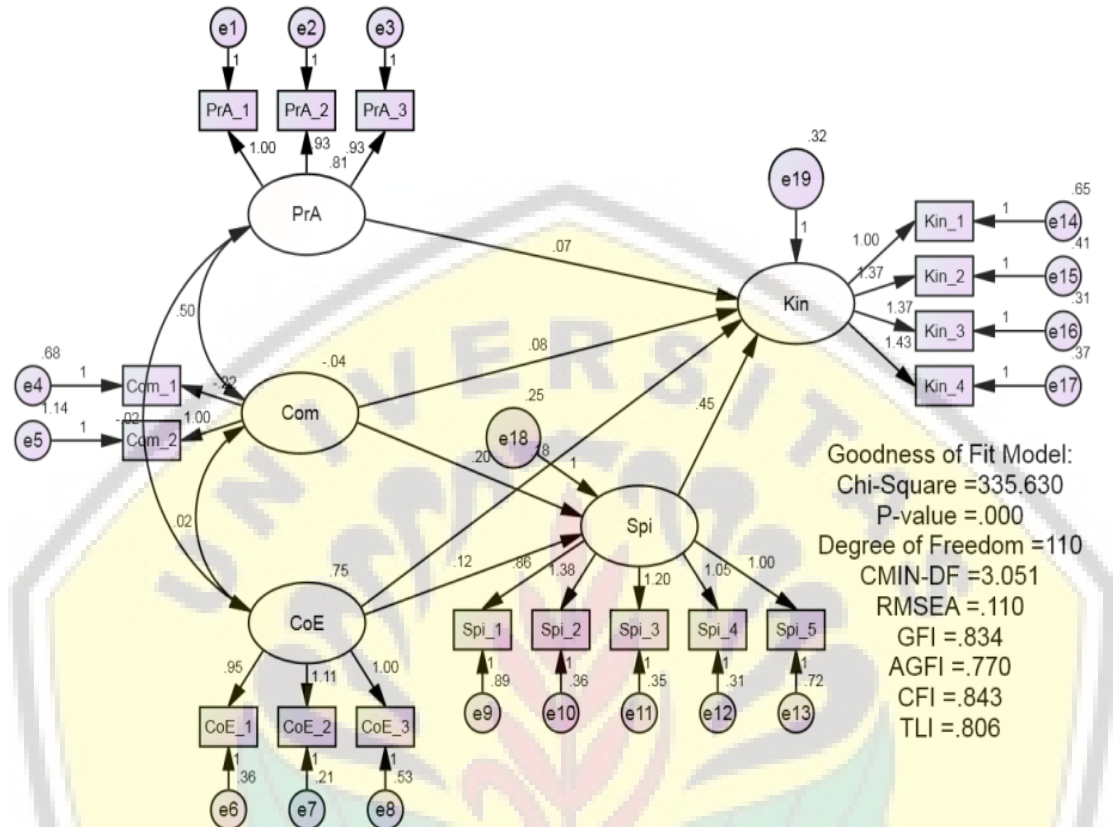 e1 e2 e3
1 1 1
PrA_1 PrA_2 PrA_3
1.00 .93 .93
.81
PrA
.32
e19
1
.07
.65
Kin_1 1 e14
.41
1.00
Kin_2 1 e15
1.37
.31
Kin_3 1 e16
1.37
.37
Kin_4 1 e17
1.43
Kin
.50
.68
e4 1 Com_1 -.22
1.14
e5 1 Com_2 1.00
-.02
-.04
Com
.08
.25
e18
1
.20
.18
.45
Spi
.02
.75
CoE
.12
.86 1.38 1.20 1.05 1.00
Spi_1 Spi_2 Spi_3 Spi_4 Spi_5
1 1 1 1 1
.89 .36 .35 .31 .72
e9 e10 e11 e12 e13
.95 1.11 1.00
CoE_1 CoE_2 CoE_3
1 1 1
.36 .21 .53
e6 e7 e8
Goodness of Fit Model:
Chi-Square =335.630
P-value =.000
Degree of Freedom =110
CMIN-DF =3.051
RMSEA =.110
GFI =.834
AGFI =.770
CFI =.843
TLI =.806
UNIVERSITAS